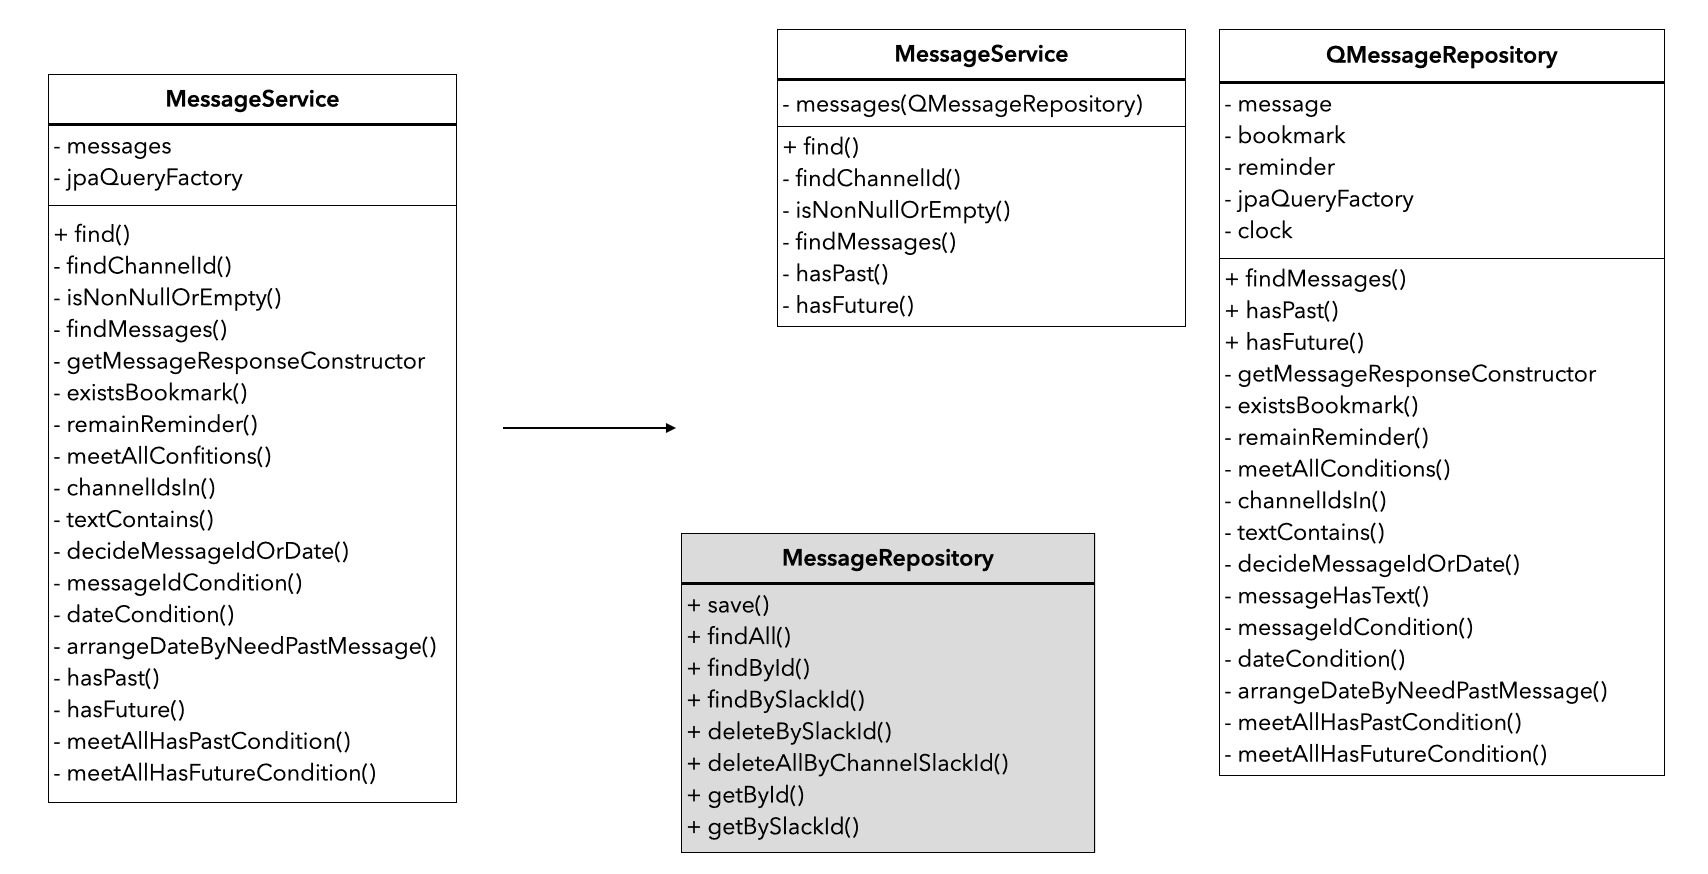 MessageService
- messages
- jpaQueryFactory
+ find()
- findChannelId()
- isNonNullOrEmpty()
- findMessages()
- getMessageResponseConstructor
- existsBookmark()
- remainReminder()
- meetAllConfitions()
- channelIdsIn()
- textContains()
- decideMessageIdOrDate()
- messageIdCondition()
- dateCondition()
- arrangeDateByNeedPastMessage()
- hasPast()
- hasFuture()
- meetAllHasPastCondition()
- meetAllHasFutureCondition()
MessageService
- messages(QMessageRepository)
+ find()
- findChannelId()
- isNonNullOrEmpty()
- findMessages()
- hasPast()
- hasFuture()
QMessageRepository
- message
- bookmark
- reminder
- jpaQueryFactory
- clock
+ findMessages()
+ hasPast()
+ hasFuture()
- getMessageResponseConstructor
- existsBookmark()
- remainReminder()
- meetAllConditions()
- channelIdsIn()
- textContains()
- decideMessageIdOrDate()
- messageHasText()
- messageIdCondition()
- dateCondition()
- arrangeDateByNeedPastMessage()
- meetAllHasPastCondition()
- meetAllHasFutureCondition()
MessageRepository
+ save()
+ findAll()
+ findById()
+ findBySlackId()
+ deleteBySlackId()
+ deleteAllByChannelSlackId()
+ getById()
+ getBySlackId()